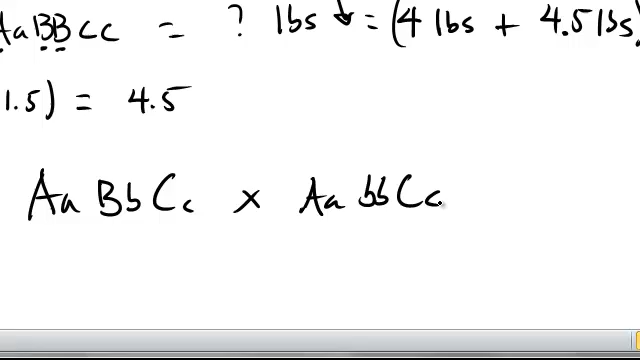 AaBBCC = ? lbs ↓ = (4 lbs + 4.5 lbs)
1.5) = 4.5
AaBbCc x AabbCc